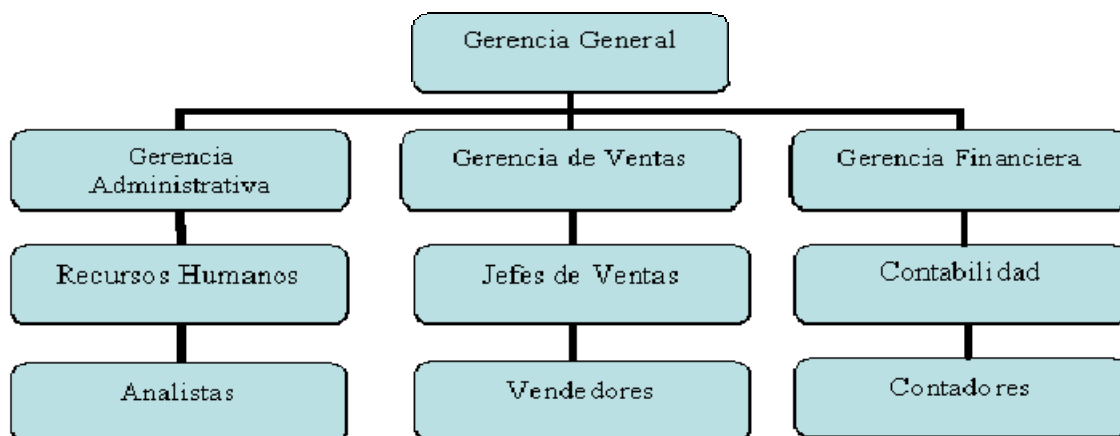 Gerencia General
Gerencia
Administrativa
Gerencia de Ventas
Gerencia Financiera
Recursos Humanos
Jefes de Ventas
Contabilidad
Analistas
Vendedores
Contadores